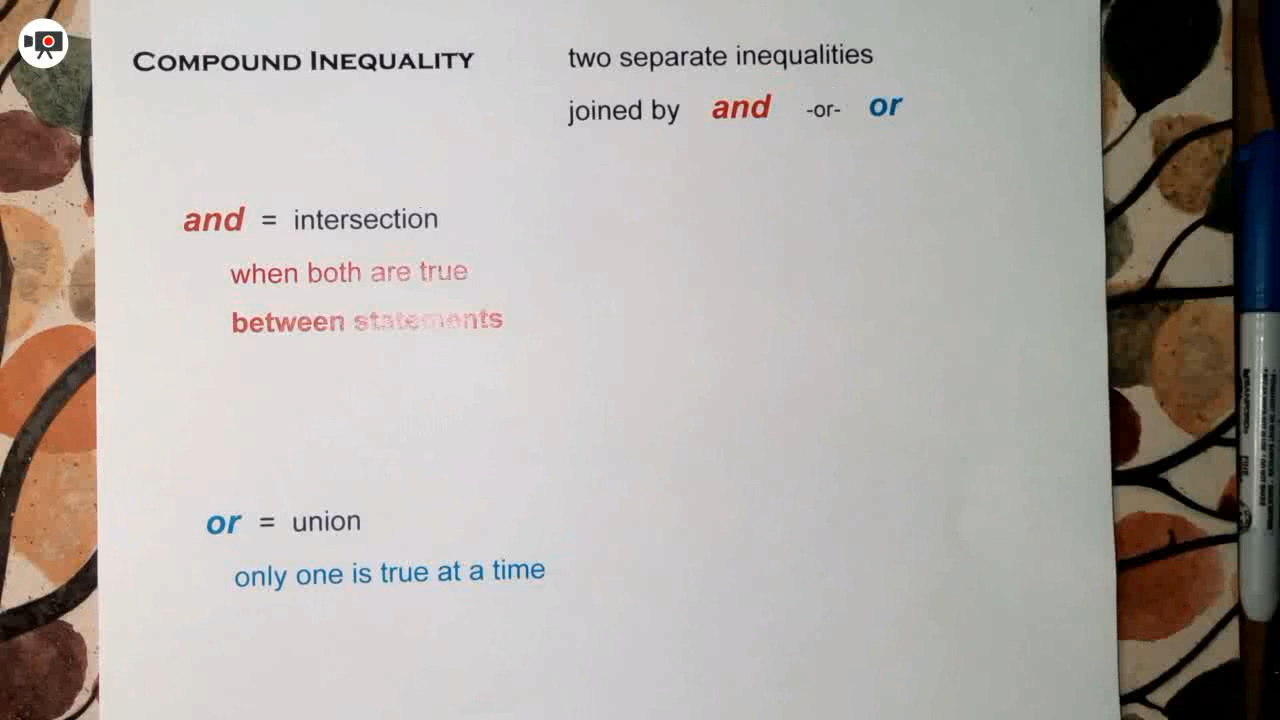 COMPOUND INEQUALITY
two separate inequalities
joined by and -or- or
and = intersection
when both are true
between statements
or = union
only one is true at a time